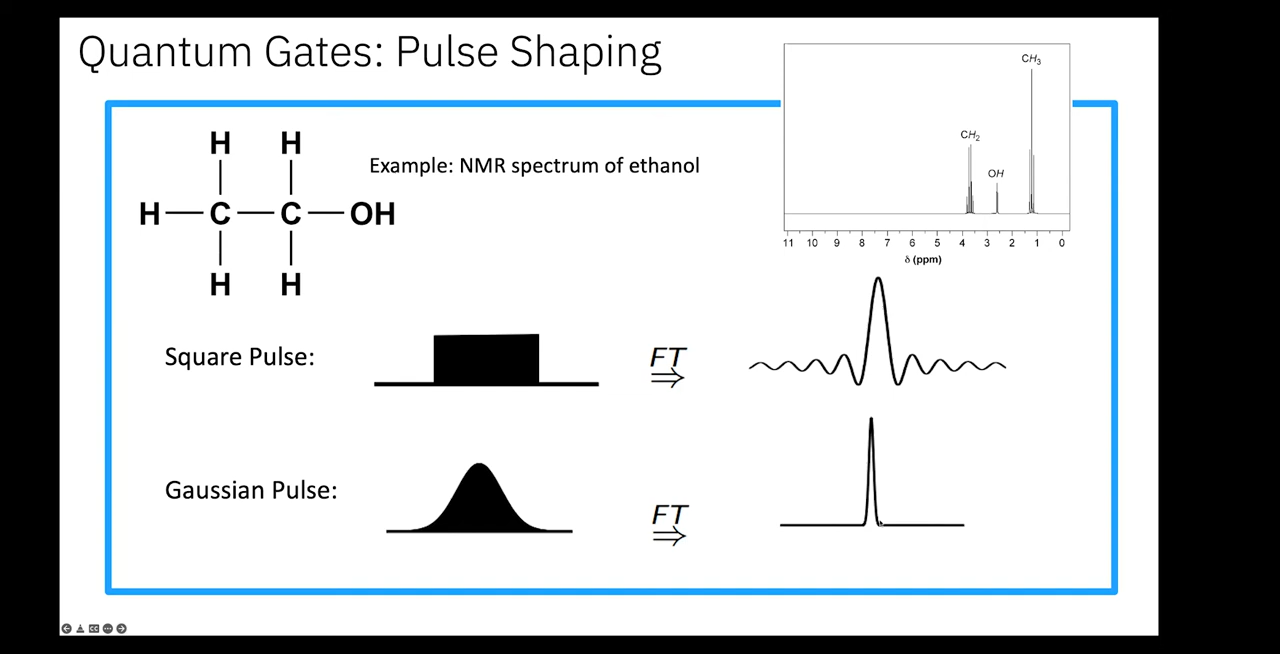 Quantum Gates: Pulse Shaping
H H
Example: NMR spectrum of ethanol
H C C OH
H H
CH3
CH2
OH
11 10 9 8 7 6 5 4 3 2 1 0
δ (ppm)
Square Pulse:
FT
⇒
Gaussian Pulse:
FT
⇒